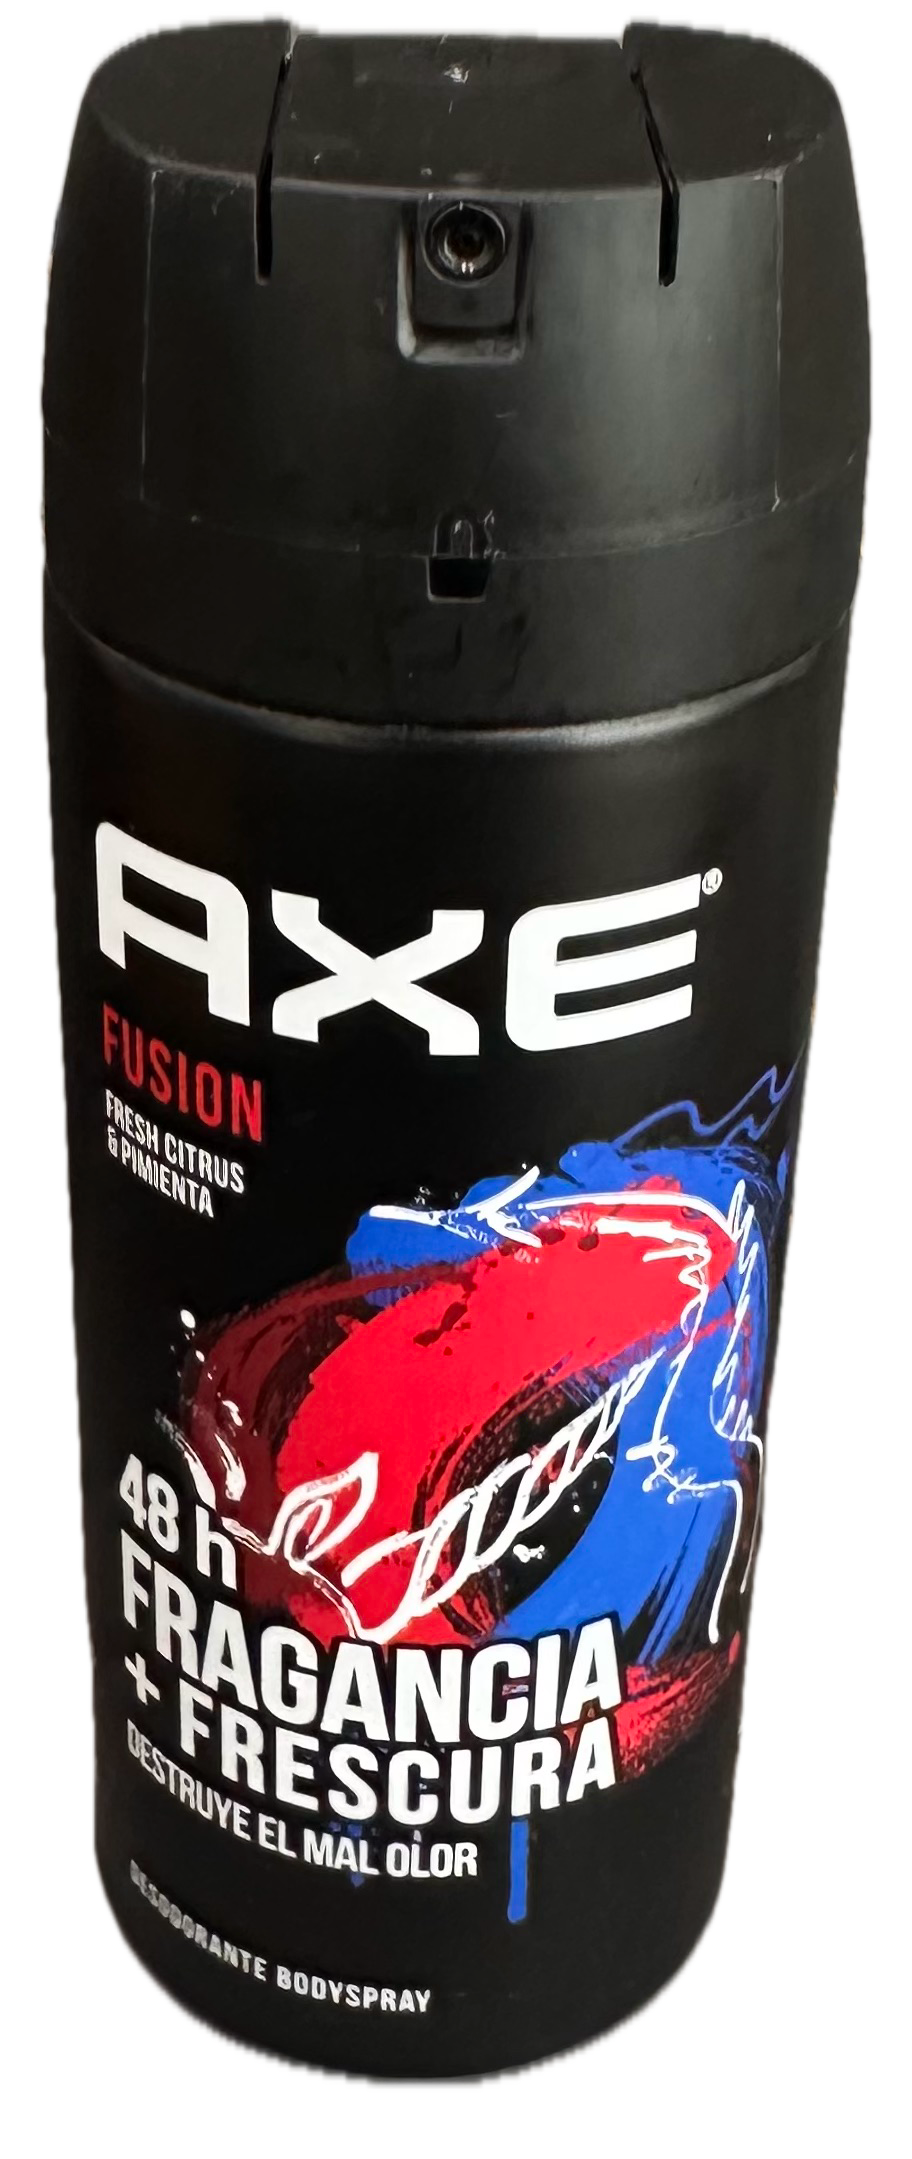 AXE
FUSION
FRESH CITRUS
& PIMIENTA
48 h
FRAGANCIA
+ FRESCURA
DESTRUYE EL MAL OLOR
DESODORANTE BODYSPRAY